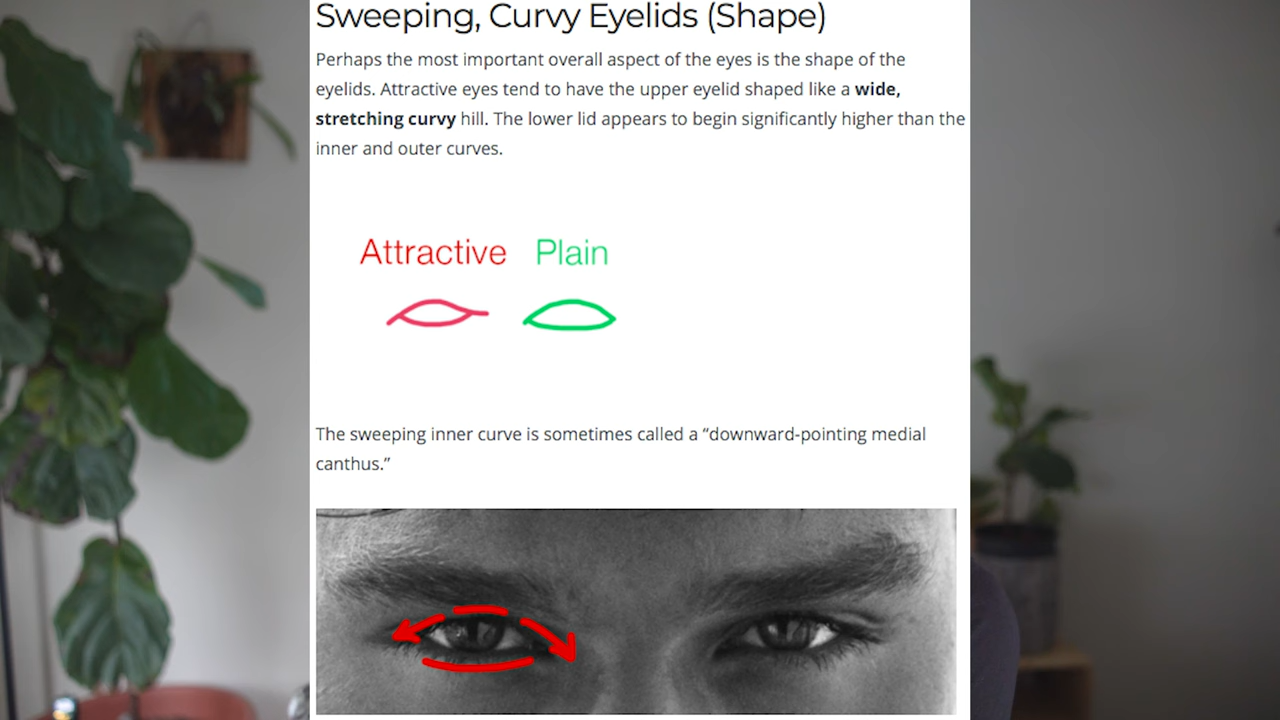 Sweeping, Curvy Eyelids (Shape)
Perhaps the most important overall aspect of the eyes is the shape of the
eyelids. Attractive eyes tend to have the upper eyelid shaped like a wide,
stretching curvy hill. The lower lid appears to begin significantly higher than the
inner and outer curves.
Attractive Plain
The sweeping inner curve is sometimes called a “downward-pointing medial
canthus.”